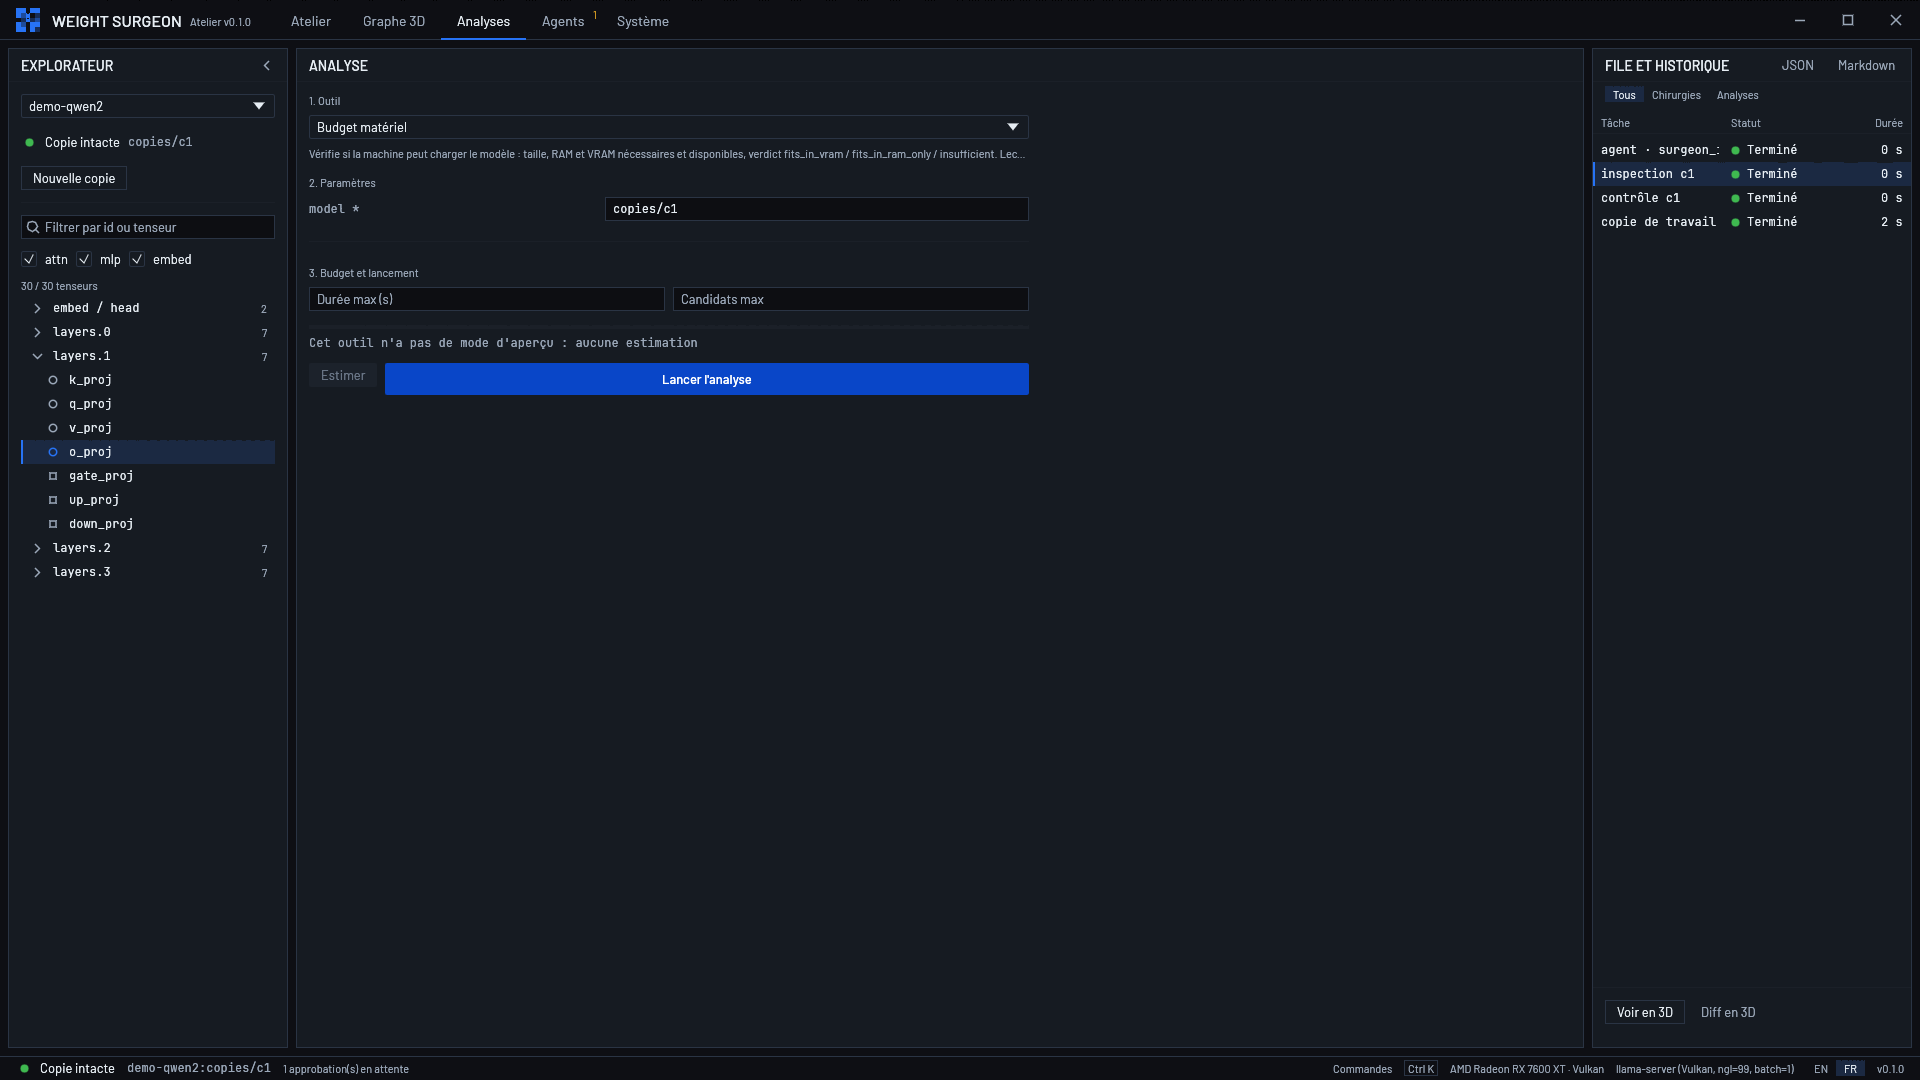 WEIGHT SURGEON Atelier v0.1.0 Atelier Graphe 3D Analyses Agents 1 Système
EXPLORATEUR
demo-qwen2
Copie intacte copies/c1
Nouvelle copie
Filtrer par id ou tenseur
attn mlp embed
30 / 30 tenseurs
embed / head 2
layers.0 7
layers.1 7
k_proj
q_proj
v_proj
o_proj
gate_proj
up_proj
down_proj
layers.2 7
layers.3 7
ANALYSE
1. Outil
Budget matériel
Vérifie si la machine peut charger le modèle : taille, RAM et VRAM nécessaires et disponibles, verdict fits_in_vram / fits_in_ram_only / insufficient. Lec...
2. Paramètres
model * copies/c1
3. Budget et lancement
Durée max (s) Candidats max
Cet outil n'a pas de mode d'aperçu : aucune estimation
Estimer Lancer l'analyse
FILE ET HISTORIQUE JSON Markdown
Tous Chirurgies Analyses
Tâche Statut Durée
agent · surgeon_ Terminé 0 s
inspection c1 Terminé 0 s
contrôle c1 Terminé 0 s
copie de travail Terminé 2 s
Voir en 3D Diff en 3D
Copie intacte demo-qwen2:copies/c1 1 approbation(s) en attente Commandes Ctrl K AMD Radeon RX 7600 XT · Vulkan llama-server (Vulkan, ngl=99, batch=1) EN FR v0.1.0